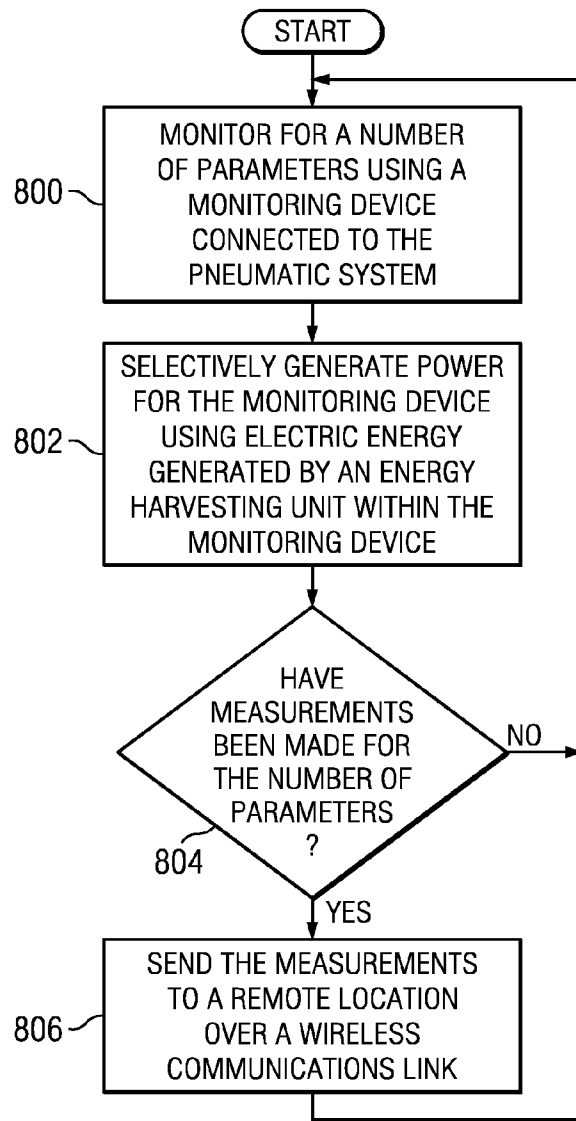 START
MONITOR FOR A NUMBER
OF PARAMETERS USING A
MONITORING DEVICE
CONNECTED TO THE
PNEUMATIC SYSTEM
800
SELECTIVELY GENERATE POWER
FOR THE MONITORING DEVICE
USING ELECTRIC ENERGY
GENERATED BY AN ENERGY
HARVESTING UNIT WITHIN THE
MONITORING DEVICE
802
HAVE
MEASUREMENTS
BEEN MADE FOR
THE NUMBER OF
PARAMETERS
?
NO
804
YES
SEND THE MEASUREMENTS
TO A REMOTE LOCATION
OVER A WIRELESS
COMMUNICATIONS LINK
806